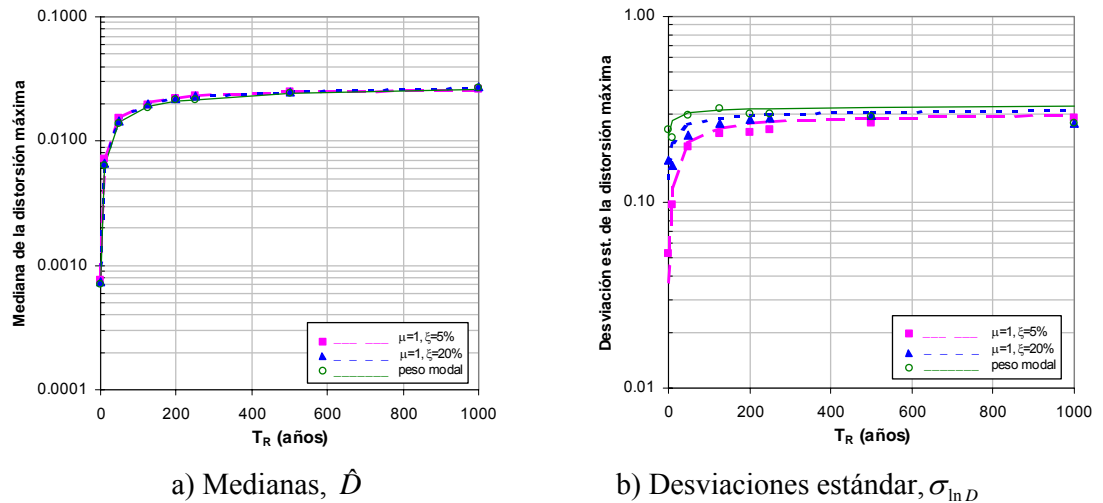 Mediana de la distorsión máxima
0.1000
0.0100
0.0010
0.0001
0 200 400 600 800 1000
T_R (años)
μ=1, ξ=5%
μ=1, ξ=20%
peso modal
Desviación est. de la distorsión máxima
1.00
0.10
0.01
0 200 400 600 800 1000
T_R (años)
μ=1, ξ=5%
μ=1, ξ=20%
peso modal
a) Medianas, D̂
b) Desviaciones estándar, σ_ln D